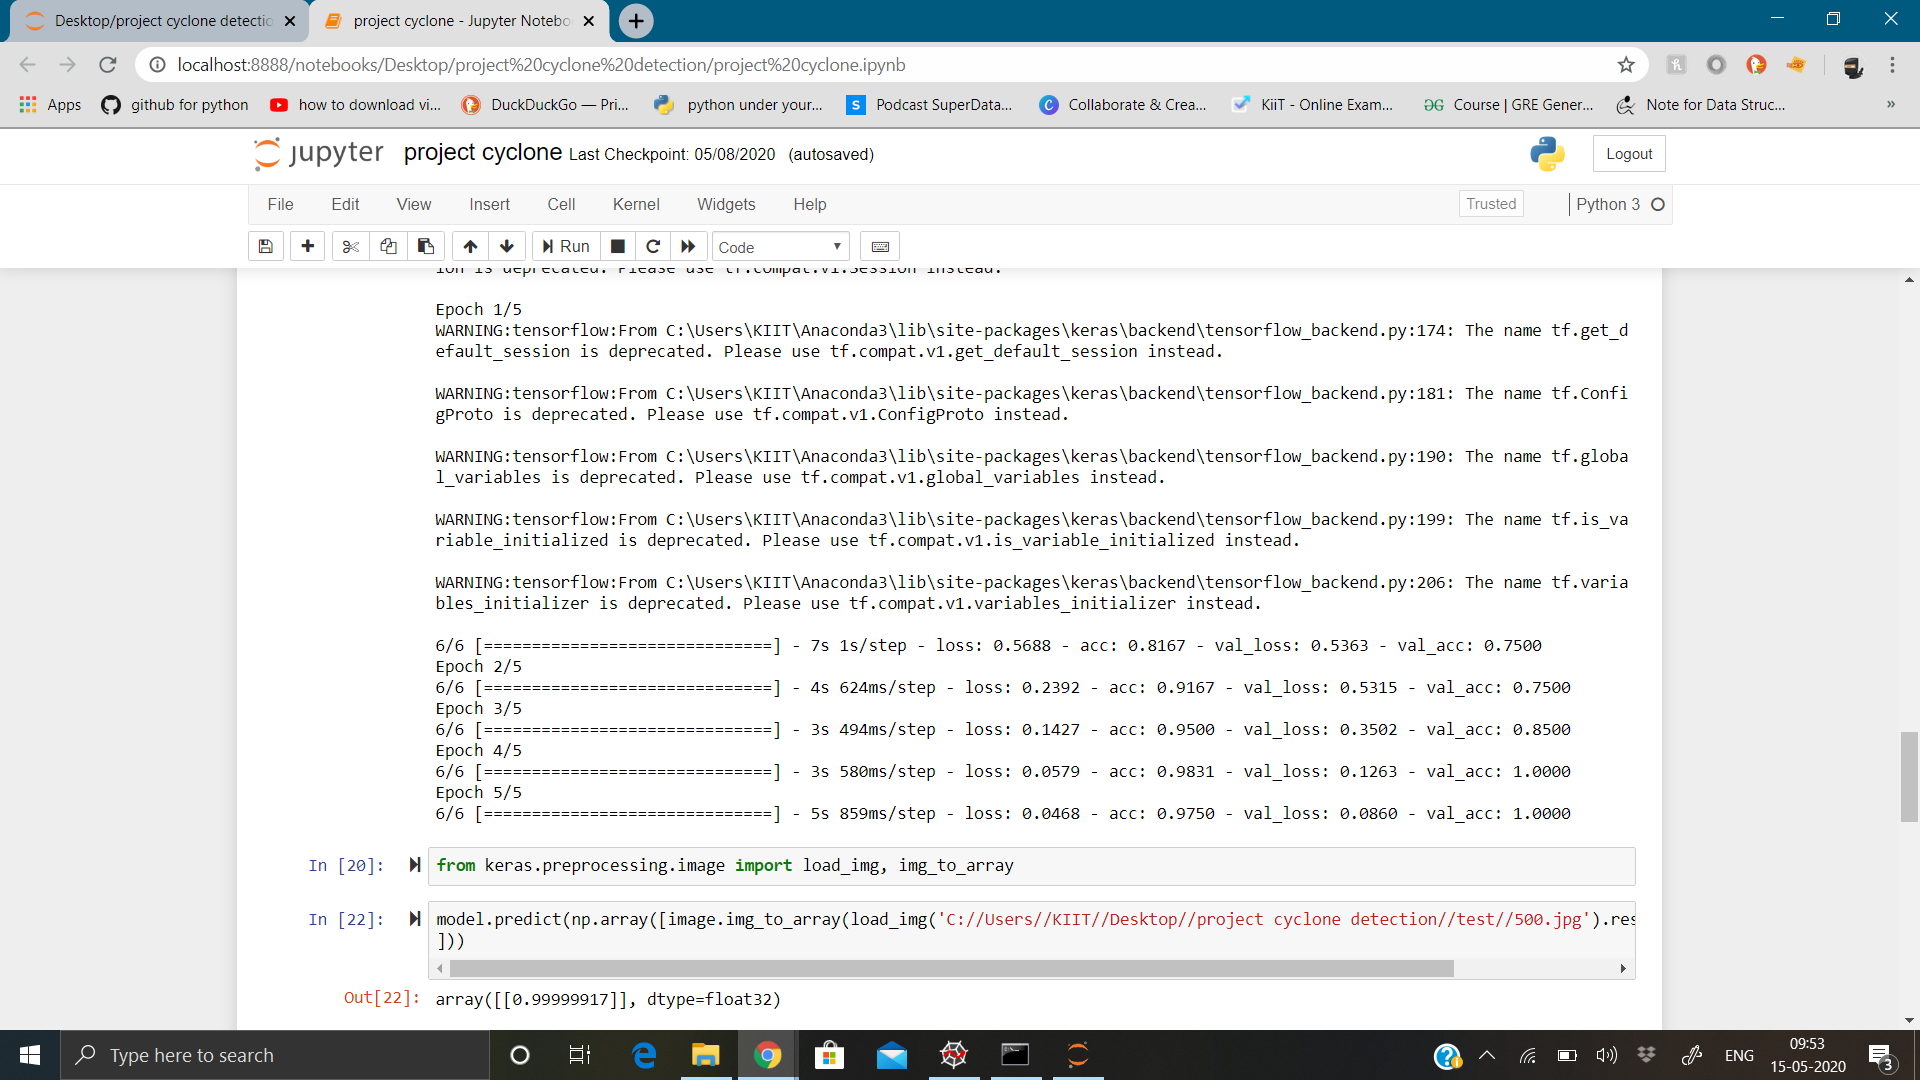 Desktop/project cyclone detectio
project cyclone - Jupyter Notebo
localhost:8888/notebooks/Desktop/project%20cyclone%20detection/project%20cyclone.ipynb
Apps
github for python
how to download vi...
DuckDuckGo — Pri...
python under your...
S
Podcast SuperData...
C
Collaborate & Crea...
KiiT - Online Exam...
Course | GRE Gener...
Note for Data Struc...
»
jupyter project cyclone Last Checkpoint: 05/08/2020 (autosaved)
Logout
File Edit View Insert Cell Kernel Widgets Help
Trusted
Python 3
Run
Code
ion is deprecated. Please use tf.compat.v1.Session instead.
Epoch 1/5
WARNING:tensorflow:From C:\Users\KIIT\Anaconda3\lib\site-packages\keras\backend\tensorflow_backend.py:174: The name tf.get_d
efault_session is deprecated. Please use tf.compat.v1.get_default_session instead.
WARNING:tensorflow:From C:\Users\KIIT\Anaconda3\lib\site-packages\keras\backend\tensorflow_backend.py:181: The name tf.Confi
gProto is deprecated. Please use tf.compat.v1.ConfigProto instead.
WARNING:tensorflow:From C:\Users\KIIT\Anaconda3\lib\site-packages\keras\backend\tensorflow_backend.py:190: The name tf.globa
l_variables is deprecated. Please use tf.compat.v1.global_variables instead.
WARNING:tensorflow:From C:\Users\KIIT\Anaconda3\lib\site-packages\keras\backend\tensorflow_backend.py:199: The name tf.is_va
riable_initialized is deprecated. Please use tf.compat.v1.is_variable_initialized instead.
WARNING:tensorflow:From C:\Users\KIIT\Anaconda3\lib\site-packages\keras\backend\tensorflow_backend.py:206: The name tf.varia
bles_initializer is deprecated. Please use tf.compat.v1.variables_initializer instead.
6/6 [==============================] - 7s 1s/step - loss: 0.5688 - acc: 0.8167 - val_loss: 0.5363 - val_acc: 0.7500
Epoch 2/5
6/6 [==============================] - 4s 624ms/step - loss: 0.2392 - acc: 0.9167 - val_loss: 0.5315 - val_acc: 0.7500
Epoch 3/5
6/6 [==============================] - 3s 494ms/step - loss: 0.1427 - acc: 0.9500 - val_loss: 0.3502 - val_acc: 0.8500
Epoch 4/5
6/6 [==============================] - 3s 580ms/step - loss: 0.0579 - acc: 0.9831 - val_loss: 0.1263 - val_acc: 1.0000
Epoch 5/5
6/6 [==============================] - 5s 859ms/step - loss: 0.0468 - acc: 0.9750 - val_loss: 0.0860 - val_acc: 1.0000
In [20]: from keras.preprocessing.image import load_img, img_to_array
In [22]: model.predict(np.array([image.img_to_array(load_img('C://Users//KIIT//Desktop//project cyclone detection//test//500.jpg').res
]))
Out[22]: array([[0.99999917]], dtype=float32)
Type here to search
ENG
09:53
15-05-2020
3